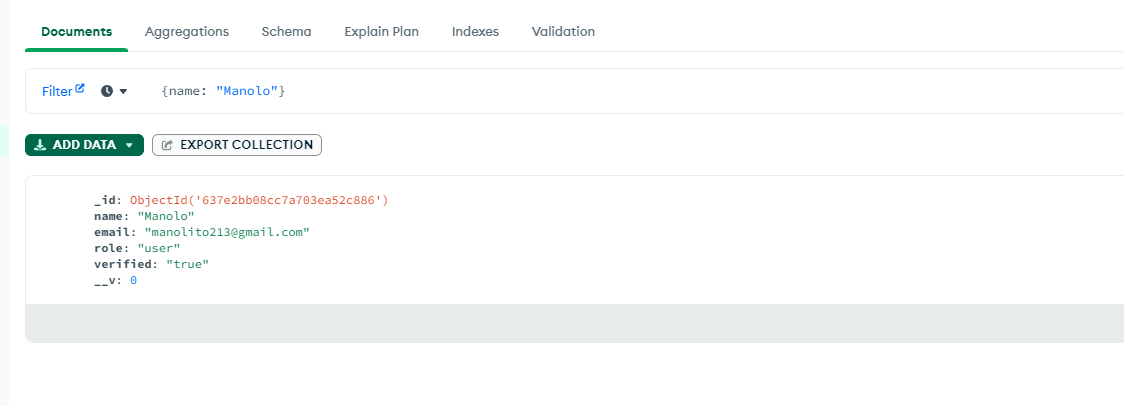 Documents Aggregations Schema Explain Plan Indexes Validation
Filter {name: "Manolo"}
ADD DATA EXPORT COLLECTION
_id: ObjectId('637e2bb08cc7a703ea52c886')
name: "Manolo"
email: "manolito213@gmail.com"
role: "user"
verified: "true"
__v: 0